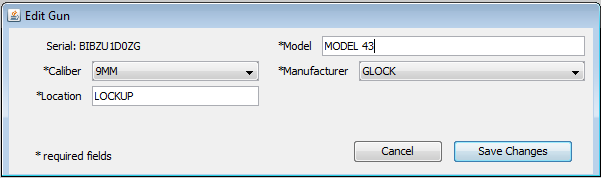 Edit Gun
Serial: BIBZU1D0ZG *Model MODEL 43
*Caliber 9MM *Manufacturer GLOCK
*Location LOCKUP
Cancel Save Changes
* required fields